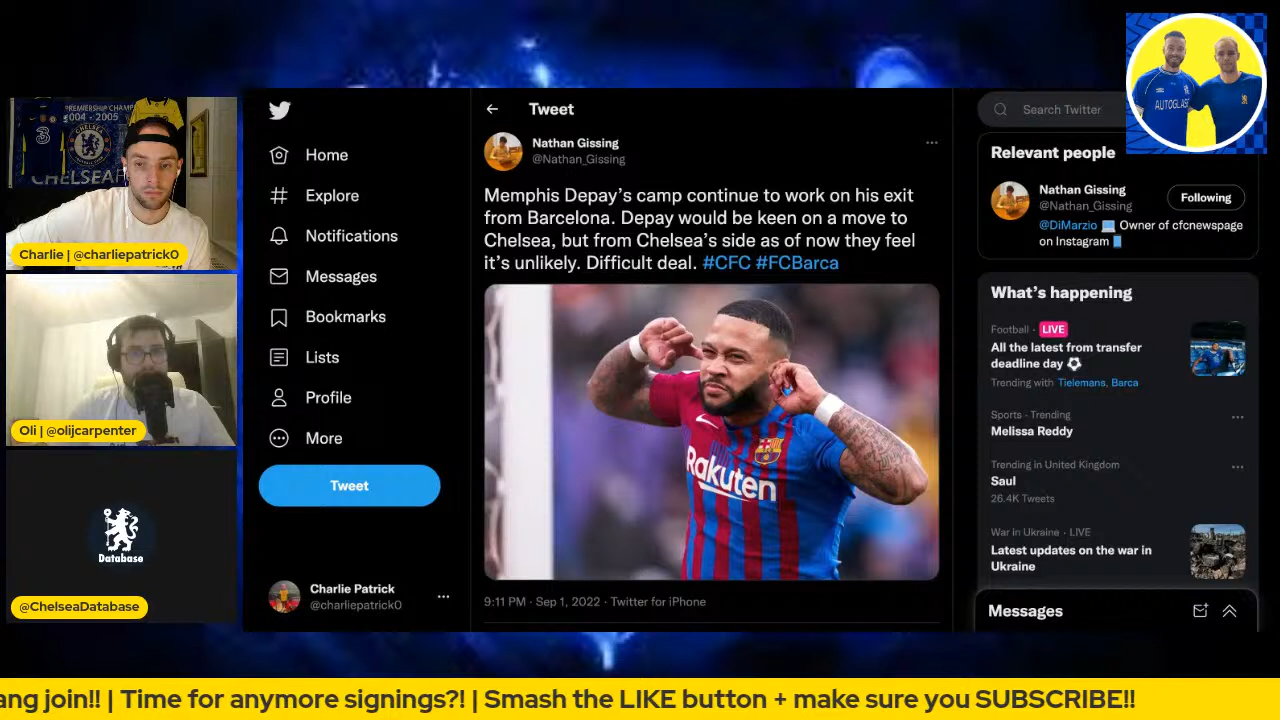 PREMIERSHIP CHAMP
2004 - 2005
3
CHELSEA
Charlie | @charliepatrick0
Oli | @olijcarpenter
Database
@ChelseaDatabase
Home
Explore
Notifications
Messages
Bookmarks
Lists
Profile
More
Tweet
Charlie Patrick
@charliepatrick0
Tweet
Nathan Gissing
@Nathan_Gissing
Memphis Depay’s camp continue to work on his exit
from Barcelona. Depay would be keen on a move to
Chelsea, but from Chelsea’s side as of now they feel
it’s unlikely. Difficult deal. #CFC #FCBarca
Rakuten
9:11 PM · Sep 1, 2022 · Twitter for iPhone
Search Twitter
AUTOGLASS
Relevant people
Nathan Gissing
@Nathan_Gissing
Following
@DiMarzio 💻 Owner of cfcnewspage
on Instagram 📘
What’s happening
Football · LIVE
All the latest from transfer
deadline day ⚽
Trending with Tielemans, Barca
Sports · Trending
Melissa Reddy
Trending in United Kingdom
Saul
26.4K Tweets
War in Ukraine · LIVE
Latest updates on the war in
Ukraine
Messages
ang join!! | Time for anymore signings?! | Smash the LIKE button + make sure you SUBSCRIBE!!